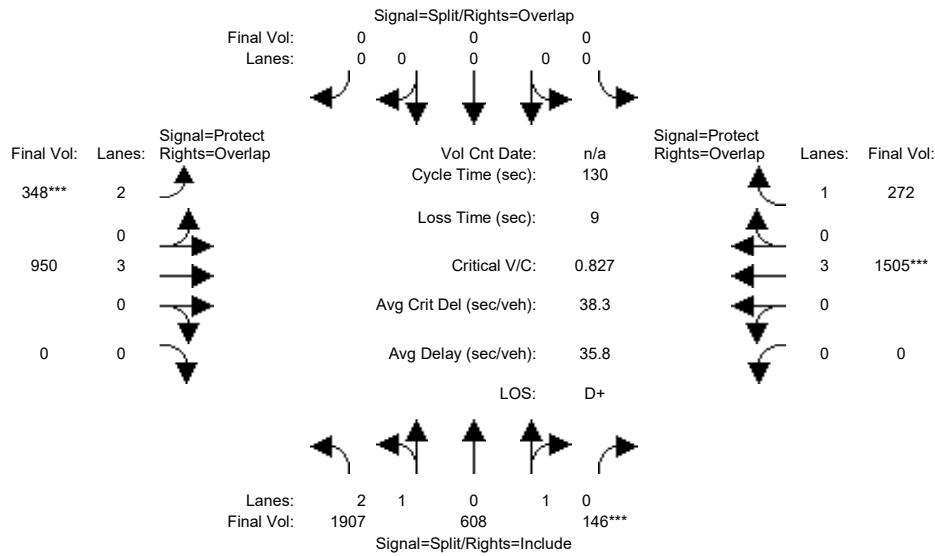 Signal=Split/Rights=Overlap
Final Vol: 0 0 0
Lanes: 0 0 0 0 0
Signal=Protect
Final Vol: Lanes: Rights=Overlap
Vol Cnt Date: n/a
Signal=Protect
Rights=Overlap Lanes: Final Vol:
Cycle Time (sec): 130
348*** 2
1 272
Loss Time (sec): 9
0
0
950 3
Critical V/C: 0.827
3 1505***
0
Avg Crit Del (sec/veh): 38.3
0
0 0
Avg Delay (sec/veh): 35.8
0 0
LOS: D+
Lanes: 2 1 0 1 0
Final Vol: 1907 608 146***
Signal=Split/Rights=Include